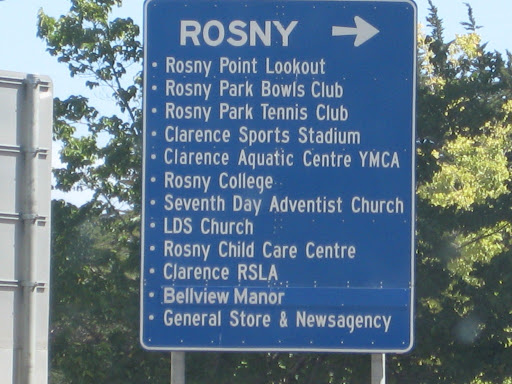 ROSNY →
• Rosny Point Lookout
• Rosny Park Bowls Club
• Rosny Park Tennis Club
• Clarence Sports Stadium
• Clarence Aquatic Centre YMCA
• Rosny College
• Seventh Day Adventist Church
• LDS Church
• Rosny Child Care Centre
• Clarence RSLA
• Bellview Manor
• General Store & Newsagency